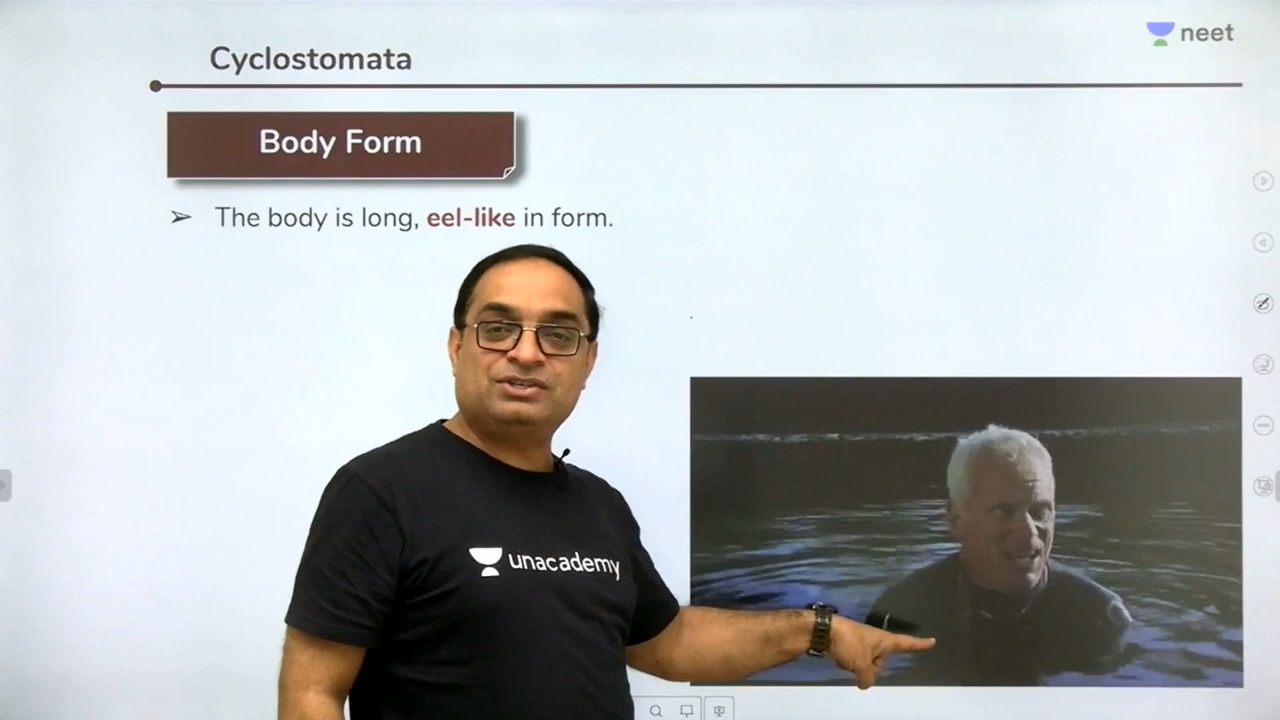 neet
Cyclostomata
Body Form
➢ The body is long, eel-like in form.
unacademy